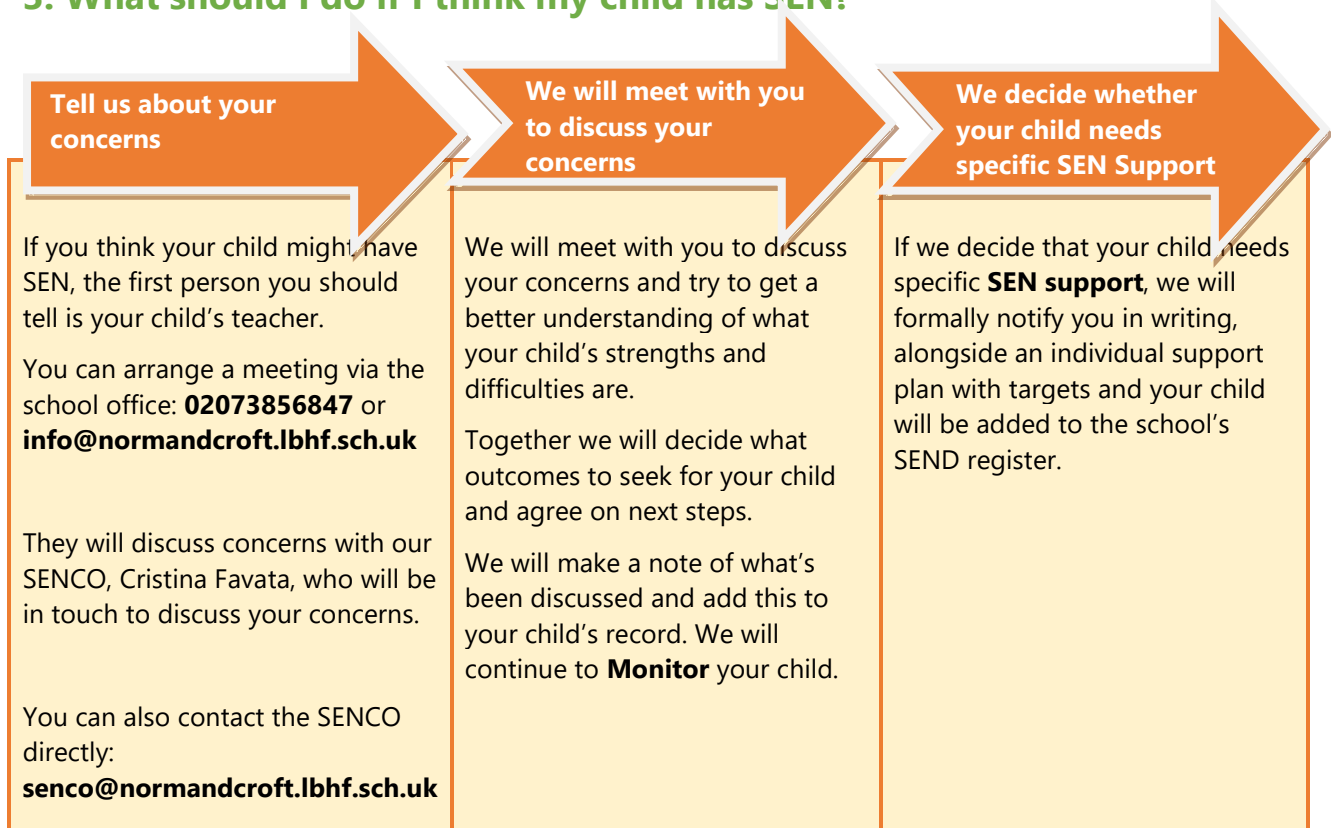 What should I do if I think my child has SEN?
Tell us about your
concerns
If you think your child might have
SEN, the first person you should
tell is your child’s teacher.
You can arrange a meeting via the
school office: 02073856847 or
info@normandcroft.lbhf.sch.uk
They will discuss concerns with our
SENCO, Cristina Favata, who will be
in touch to discuss your concerns.
You can also contact the SENCO
directly:
senco@normandcroft.lbhf.sch.uk
We will meet with you
to discuss your
concerns
We will meet with you to discuss
your concerns and try to get a
better understanding of what
your child’s strengths and
difficulties are.
Together we will decide what
outcomes to seek for your child
and agree on next steps.
We will make a note of what’s
been discussed and add this to
your child’s record. We will
continue to Monitor your child.
We decide whether
your child needs
specific SEN Support
If we decide that your child needs
specific SEN support, we will
formally notify you in writing,
alongside an individual support
plan with targets and your child
will be added to the school’s
SEND register.